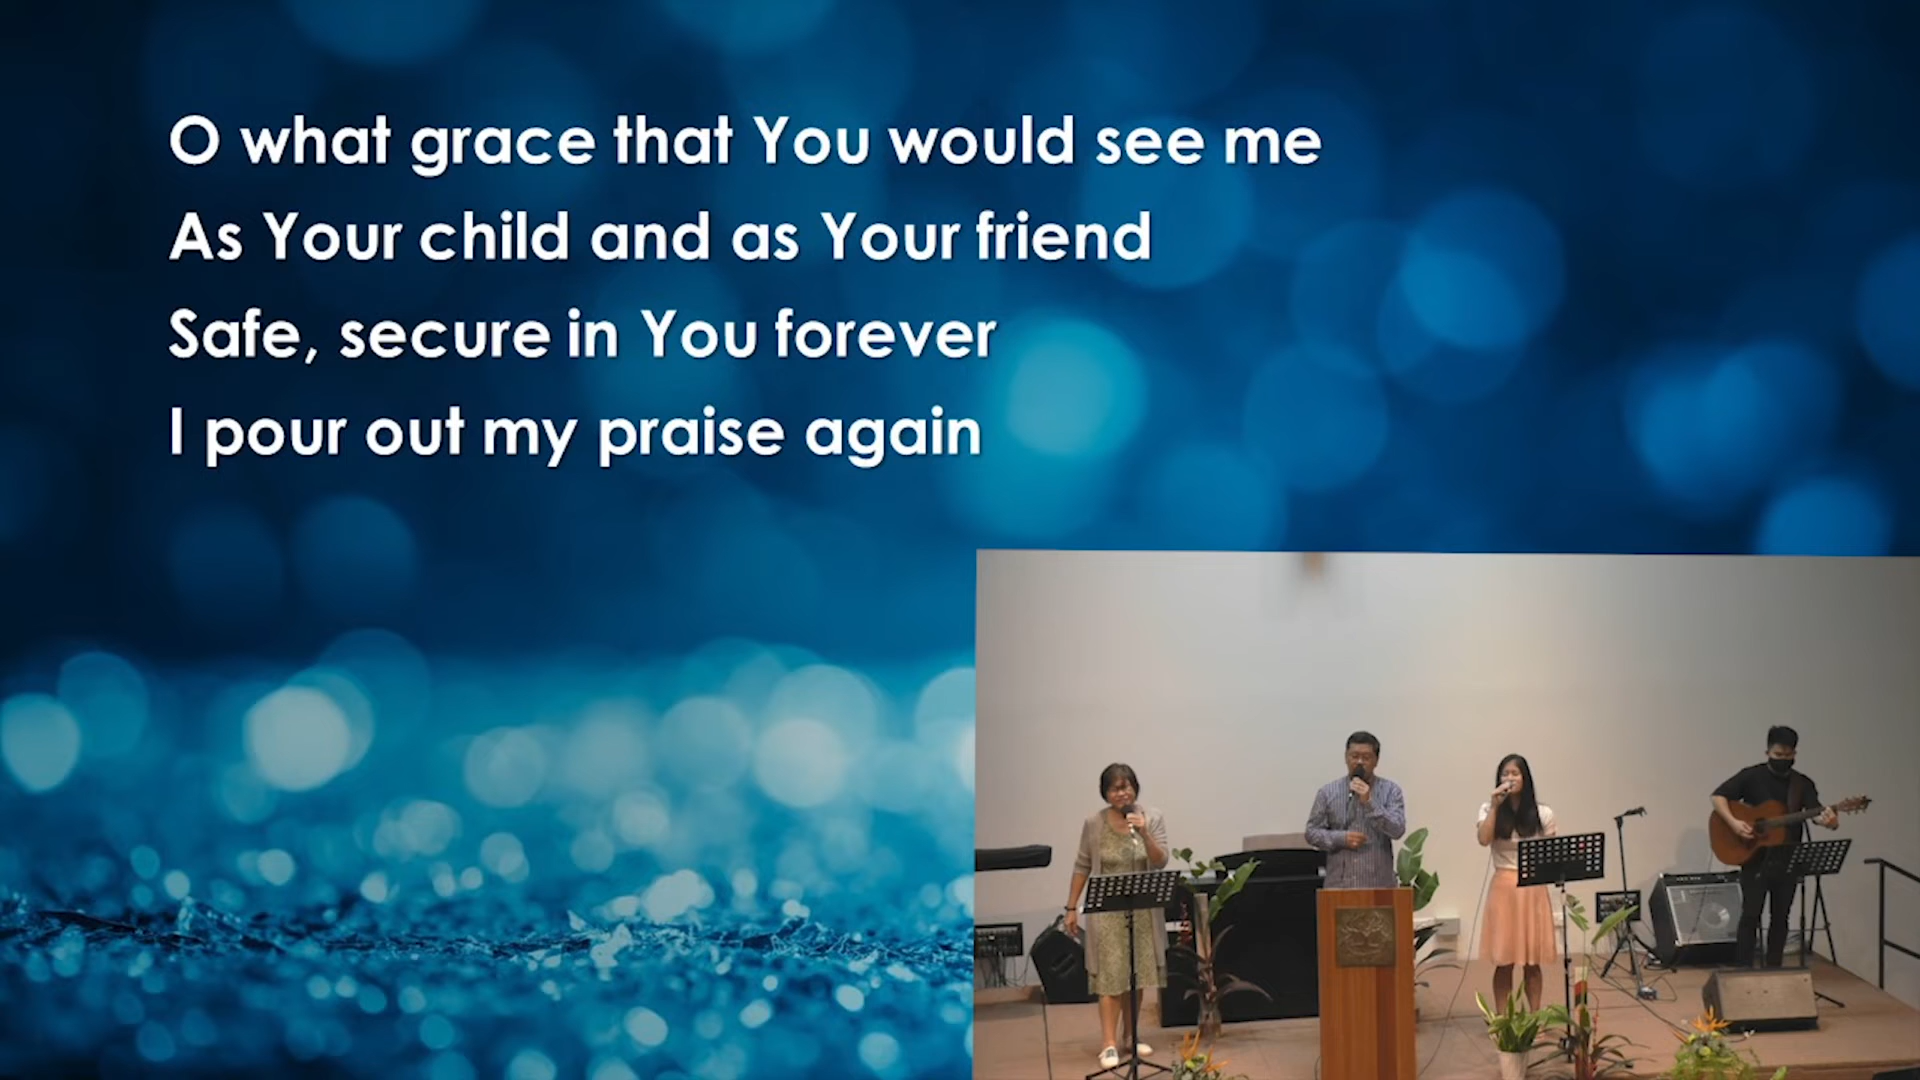 O what grace that You would see me
As Your child and as Your friend
Safe, secure in You forever
I pour out my praise again